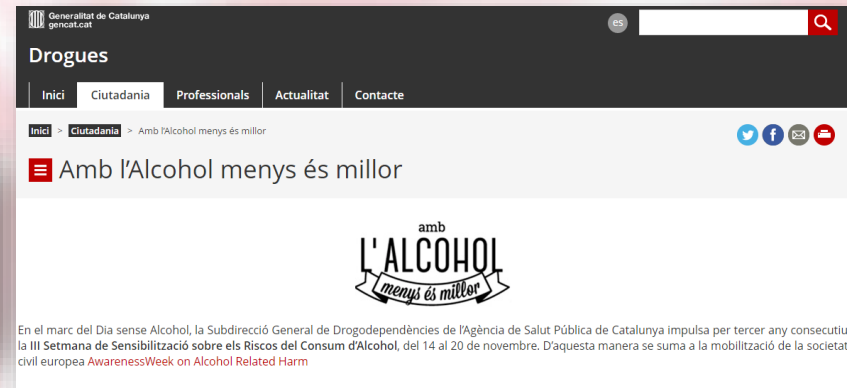 Generalitat de Catalunya
gencat.cat
es
Drogues
Inici Ciutadania Professionals Actualitat Contacte
Inici > Ciutadania > Amb l'Alcohol menys és millor
Amb l'Alcohol menys és millor
amb
L'ALCOHOL
menys és millor
En el marc del Dia sense Alcohol, la Subdirecció General de Drogodependències de l'Agència de Salut Pública de Catalunya impulsa per tercer any consecutiu
la III Setmana de Sensibilització sobre els Riscos del Consum d'Alcohol, del 14 al 20 de novembre. D'aquesta manera se suma a la mobilització de la societat
civil europea AwarenessWeek on Alcohol Related Harm